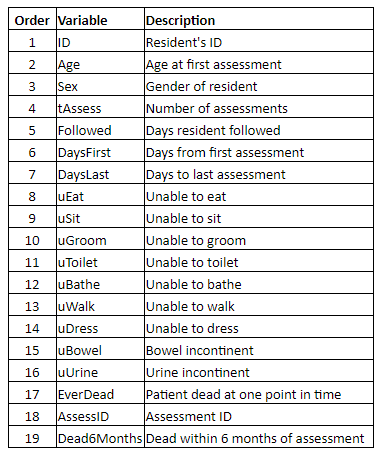 Order Variable Description
1 ID Resident's ID
2 Age Age at first assessment
3 Sex Gender of resident
4 tAssess Number of assessments
5 Followed Days resident followed
6 DaysFirst Days from first assessment
7 DaysLast Days to last assessment
8 uEat Unable to eat
9 uSit Unable to sit
10 uGroom Unable to groom
11 uToilet Unable to toilet
12 uBathe Unable to bathe
13 uWalk Unable to walk
14 uDress Unable to dress
15 uBowel Bowel incontinent
16 uUrine Urine incontinent
17 EverDead Patient dead at one point in time
18 AssessID Assessment ID
19 Dead6Months Dead within 6 months of assessment